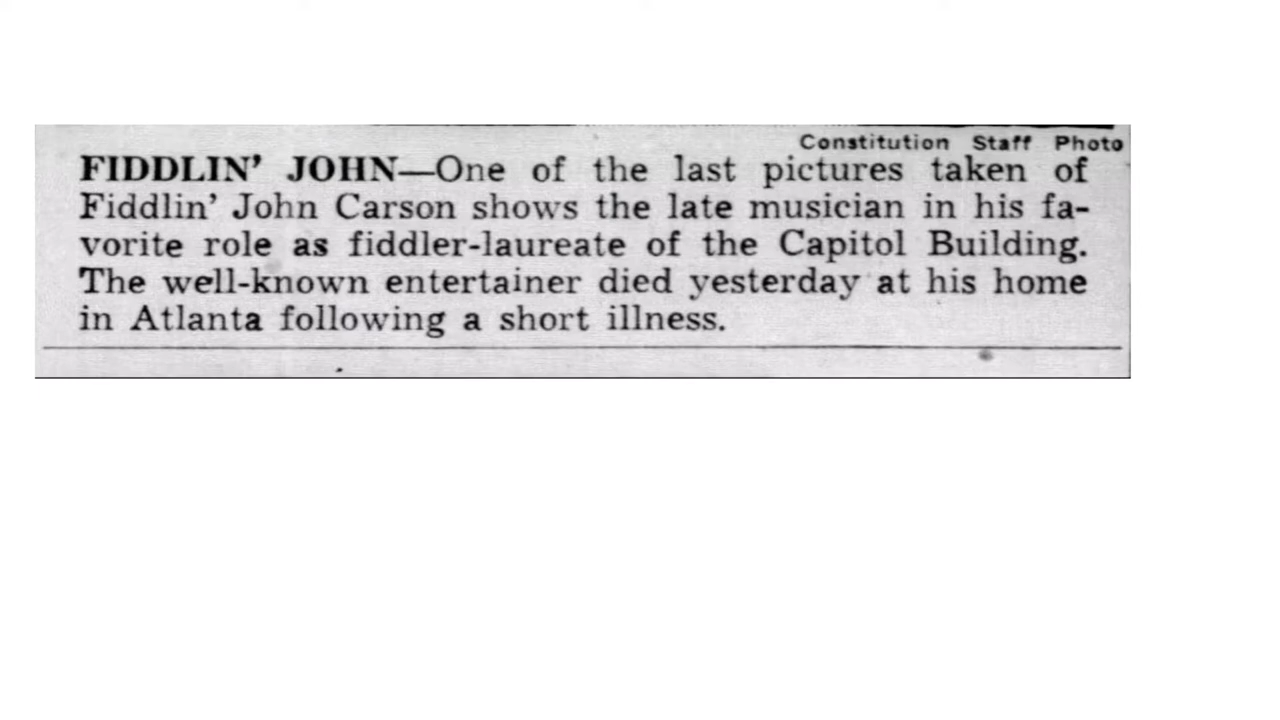 Constitution Staff Photo
FIDDLIN' JOHN—One of the last pictures taken of
Fiddlin' John Carson shows the late musician in his fa-
vorite role as fiddler-laureate of the Capitol Building.
The well-known entertainer died yesterday at his home
in Atlanta following a short illness.